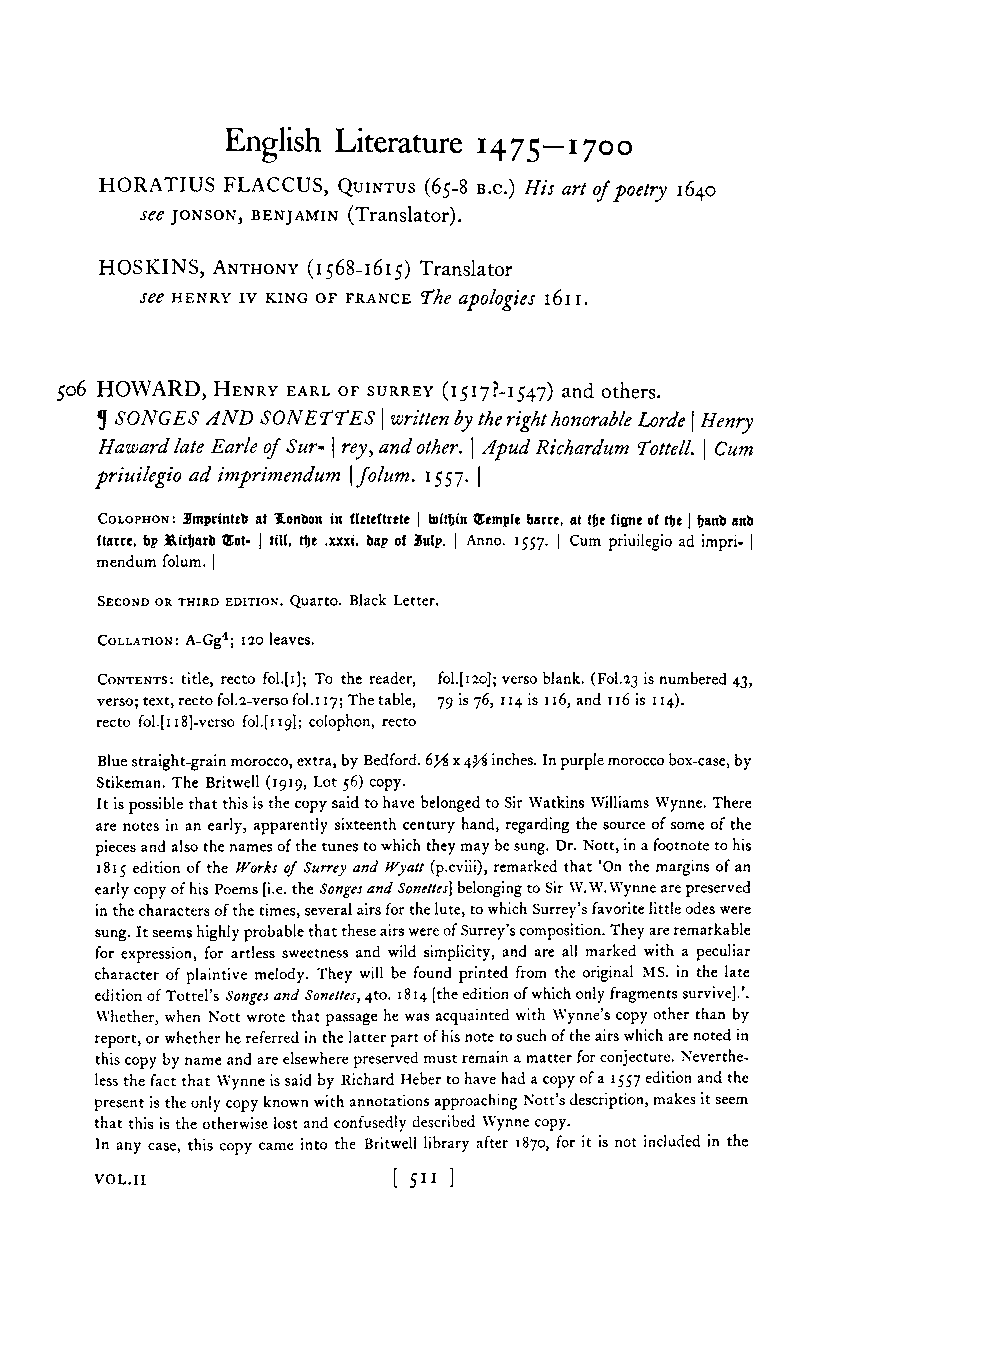 English Literature 1475—1700
HORATIUS FLACCUS, QUINTUS (65-8 B.C.) His art of poetry 1640
see JONSON, BENJAMIN (Translator).
HOSKINS, ANTHONY (1568-1615) Translator
see HENRY IV KING OF FRANCE The apologies 1611.
506 HOWARD, HENRY EARL OF SURREY (1517?-1547) and others.
¶ SONGES AND SONETTES | written by the right honorable Lorde | Henry
Haward late Earle of Sur- | rey, and other. | Apud Richardum Tottell. | Cum
priuilegio ad imprimendum | ſolum. 1557. |
COLOPHON: Imprinted at London in fleteſtrete | within Temple barre, at the ſigne of the | hand and
ſtarre, by Richard Tot- | till, the .xxxi. day of July. | Anno. 1557. | Cum priuilegio ad impri- |
mendum folum. |
SECOND OR THIRD EDITION. Quarto. Black Letter.
COLLATION: A-Gg⁴; 120 leaves.
CONTENTS: title, recto fol.[1]; To the reader,
verso; text, recto fol.2-verso fol.117; The table,
recto fol.[118]-verso fol.[119]; colophon, recto
fol.[120]; verso blank. (Fol.23 is numbered 43,
79 is 76, 114 is 116, and 116 is 114).
Blue straight-grain morocco, extra, by Bedford. 6⅞ x 4⅞ inches. In purple morocco box-case, by
Stikeman. The Britwell (1919, Lot 56) copy.
It is possible that this is the copy said to have belonged to Sir Watkins Williams Wynne. There
are notes in an early, apparently sixteenth century hand, regarding the source of some of the
pieces and also the names of the tunes to which they may be sung. Dr. Nott, in a footnote to his
1815 edition of the Works of Surrey and Wyatt (p.cviii), remarked that 'On the margins of an
early copy of his Poems [i.e. the Songes and Sonettes] belonging to Sir W.W.Wynne are preserved
in the characters of the times, several airs for the lute, to which Surrey's favorite little odes were
sung. It seems highly probable that these airs were of Surrey's composition. They are remarkable
for expression, for artless sweetness and wild simplicity, and are all marked with a peculiar
character of plaintive melody. They will be found printed from the original MS. in the late
edition of Tottel's Songes and Sonettes, 4to. 1814 [the edition of which only fragments survive].'.
Whether, when Nott wrote that passage he was acquainted with Wynne's copy other than by
report, or whether he referred in the latter part of his note to such of the airs which are noted in
this copy by name and are elsewhere preserved must remain a matter for conjecture. Neverthe-
less the fact that Wynne is said by Richard Heber to have had a copy of a 1557 edition and the
present is the only copy known with annotations approaching Nott's description, makes it seem
that this is the otherwise lost and confusedly described Wynne copy.
In any case, this copy came into the Britwell library after 1870, for it is not included in the
VOL.II [ 511 ]